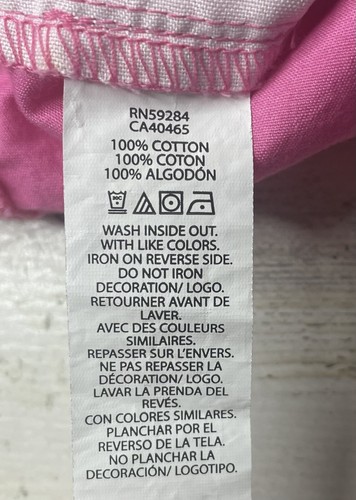 RN59284
CA40465
100% COTTON
100% COTON
100% ALGODÓN
WASH INSIDE OUT.
WITH LIKE COLORS.
IRON ON REVERSE SIDE.
DO NOT IRON
DECORATION/ LOGO.
RETOURNER AVANT DE
LAVER.
AVEC DES COULEURS
SIMILAIRES.
REPASSER SUR L'ENVERS.
NE PAS REPASSER LA
DÉCORATION/ LOGO.
LAVAR LA PRENDA DEL
REVÉS.
CON COLORES SIMILARES.
PLANCHAR POR EL
REVERSO DE LA TELA.
NO PLANCHAR LA
DECORACIÓN/ LOGOTIPO.